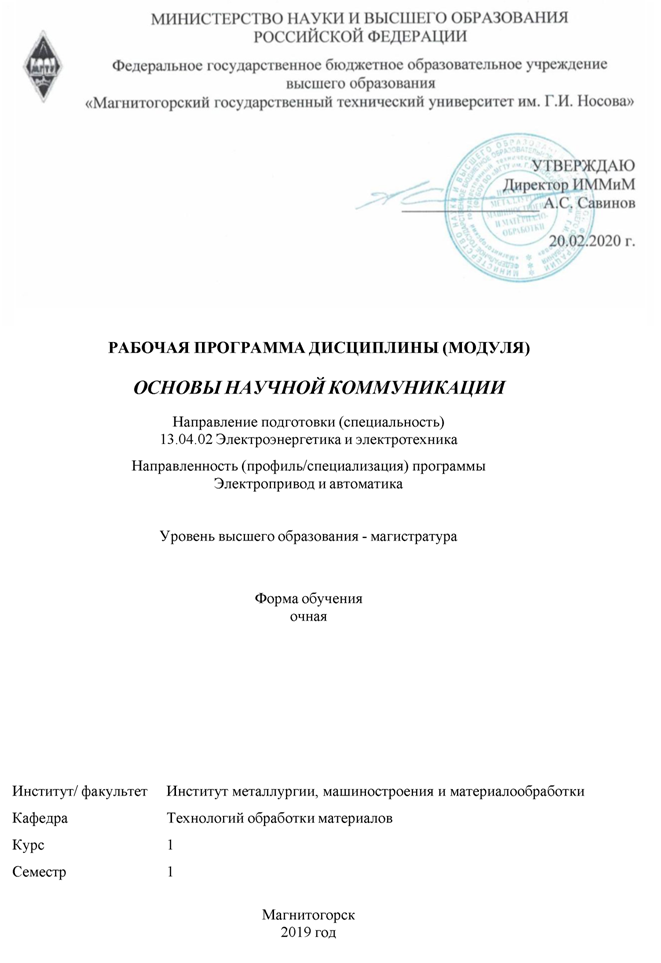 МИНИСТЕРСТВО НАУКИ И ВЫСШЕГО ОБРАЗОВАНИЯ
РОССИЙСКОЙ ФЕДЕРАЦИИ
Федеральное государственное бюджетное образовательное учреждение
высшего образования
«Магнитогорский государственный технический университет им. Г.И. Носова»
УТВЕРЖДАЮ
Директор ИММиМ
А.С. Савинов
20.02.2020 г.
РАБОЧАЯ ПРОГРАММА ДИСЦИПЛИНЫ (МОДУЛЯ)
ОСНОВЫ НАУЧНОЙ КОММУНИКАЦИИ
Направление подготовки (специальность)
13.04.02 Электроэнергетика и электротехника
Направленность (профиль/специализация) программы
Электропривод и автоматика
Уровень высшего образования - магистратура
Форма обучения
очная
Институт/ факультет Институт металлургии, машиностроения и материалообработки
Кафедра Технологий обработки материалов
Курс 1
Семестр 1
Магнитогорск
2019 год